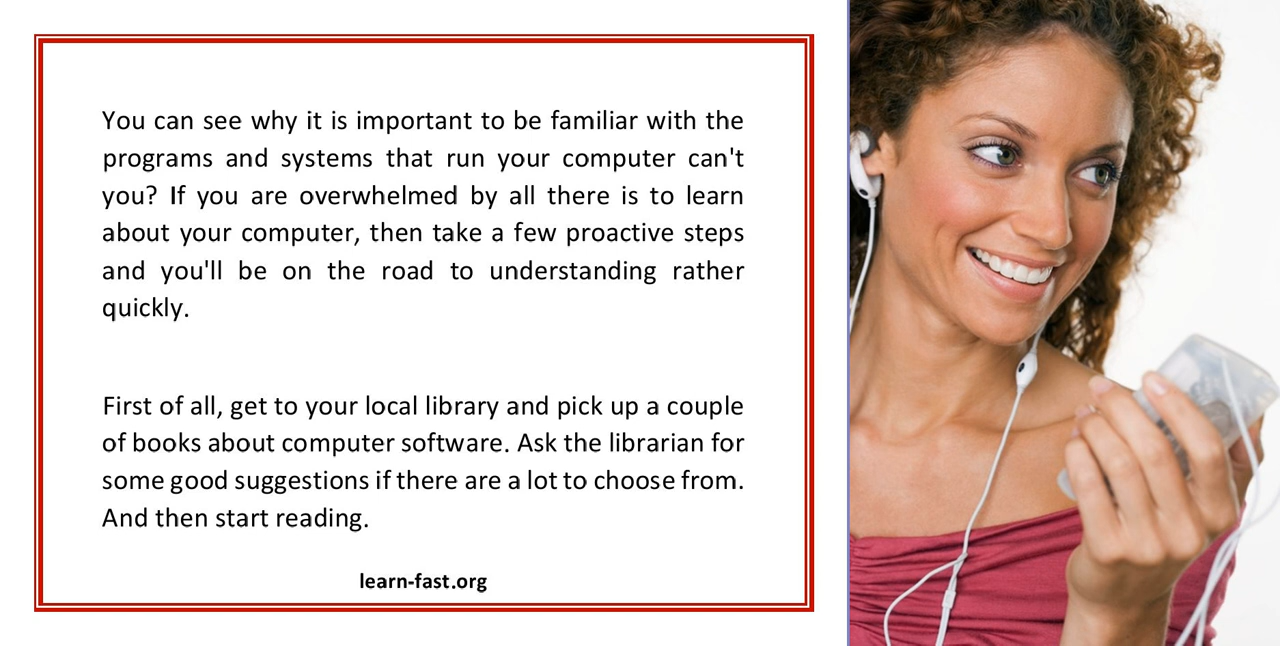 You can see why it is important to be familiar with the
programs and systems that run your computer can't
you? If you are overwhelmed by all there is to learn
about your computer, then take a few proactive steps
and you'll be on the road to understanding rather
quickly.
First of all, get to your local library and pick up a couple
of books about computer software. Ask the librarian for
some good suggestions if there are a lot to choose from.
And then start reading.
learn-fast.org